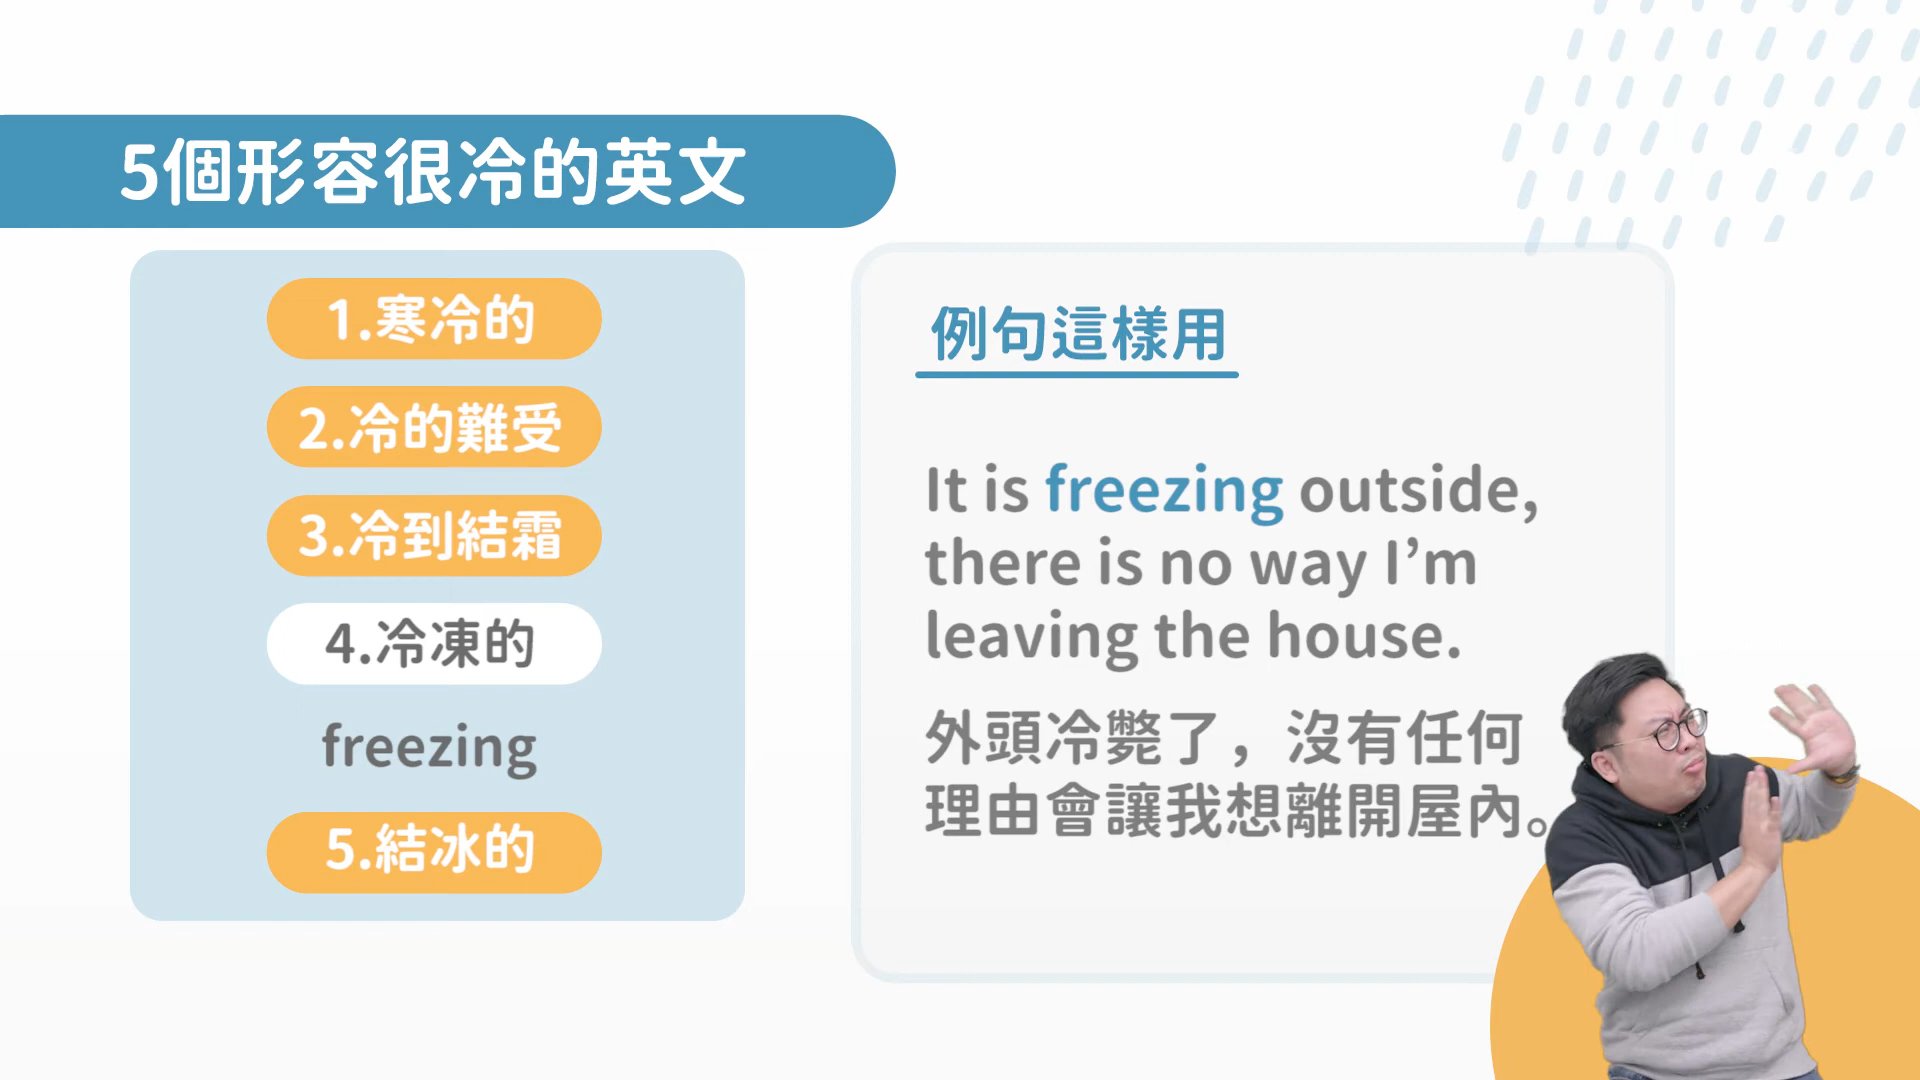 5個形容很冷的英文
1.寒冷的
2.冷的難受
3.冷到結霜
4.冷凍的
freezing
5.結冰的
例句這樣用
It is freezing outside,
there is no way I’m
leaving the house.
外頭冷斃了，沒有任何
理由會讓我想離開屋內。